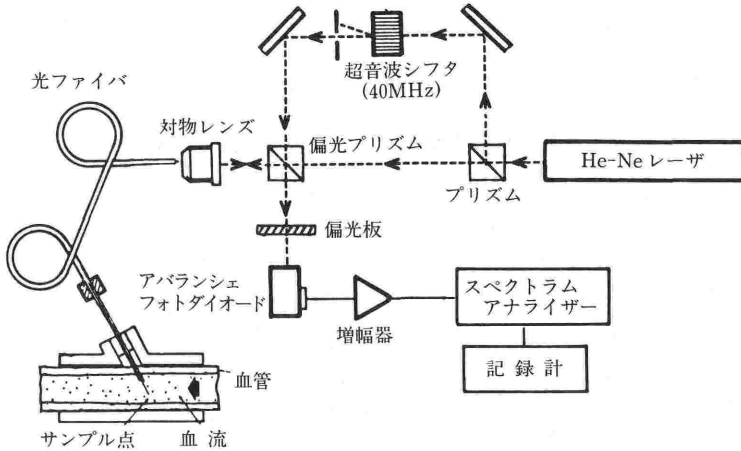 超音波シフタ
(40MHz)
光ファイバ
対物レンズ
偏光プリズム
He-Neレーザ
プリズム
偏光板
アバランシェ
フォトダイオード
増幅器
スペクトラム
アナライザー
記録計
血管
サンプル点
血流